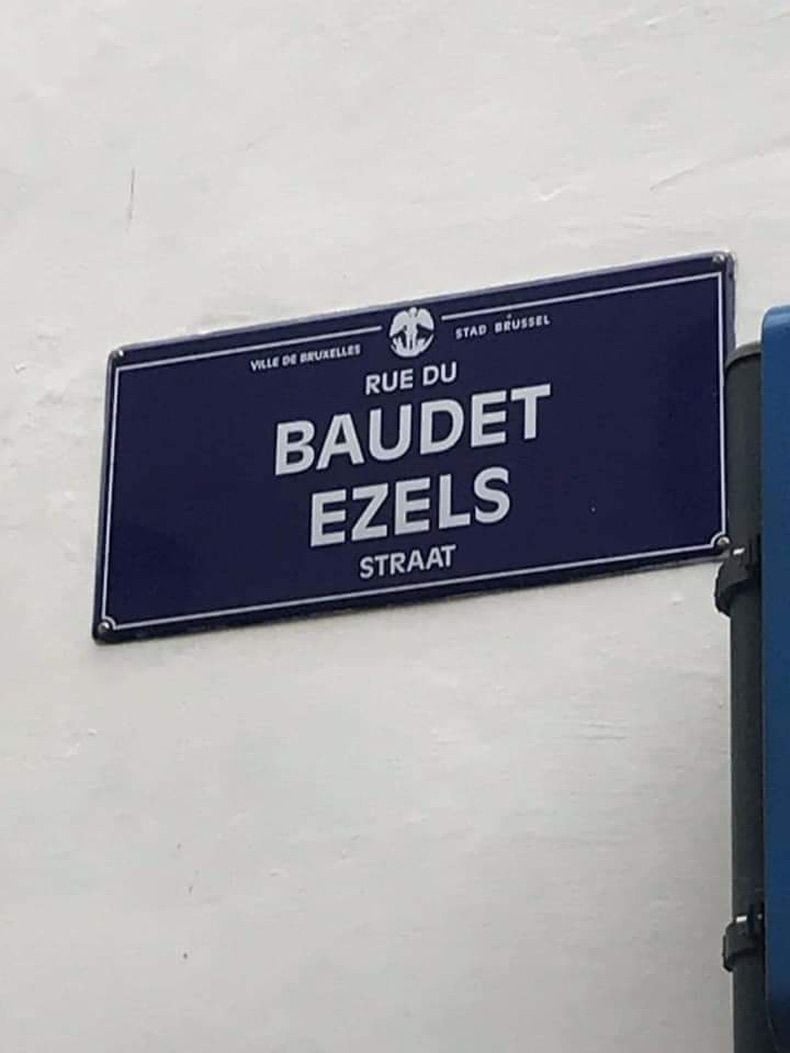 VILLE DE BRUXELLES STAD BRUSSEL
RUE DU
BAUDET
EZELS
STRAAT